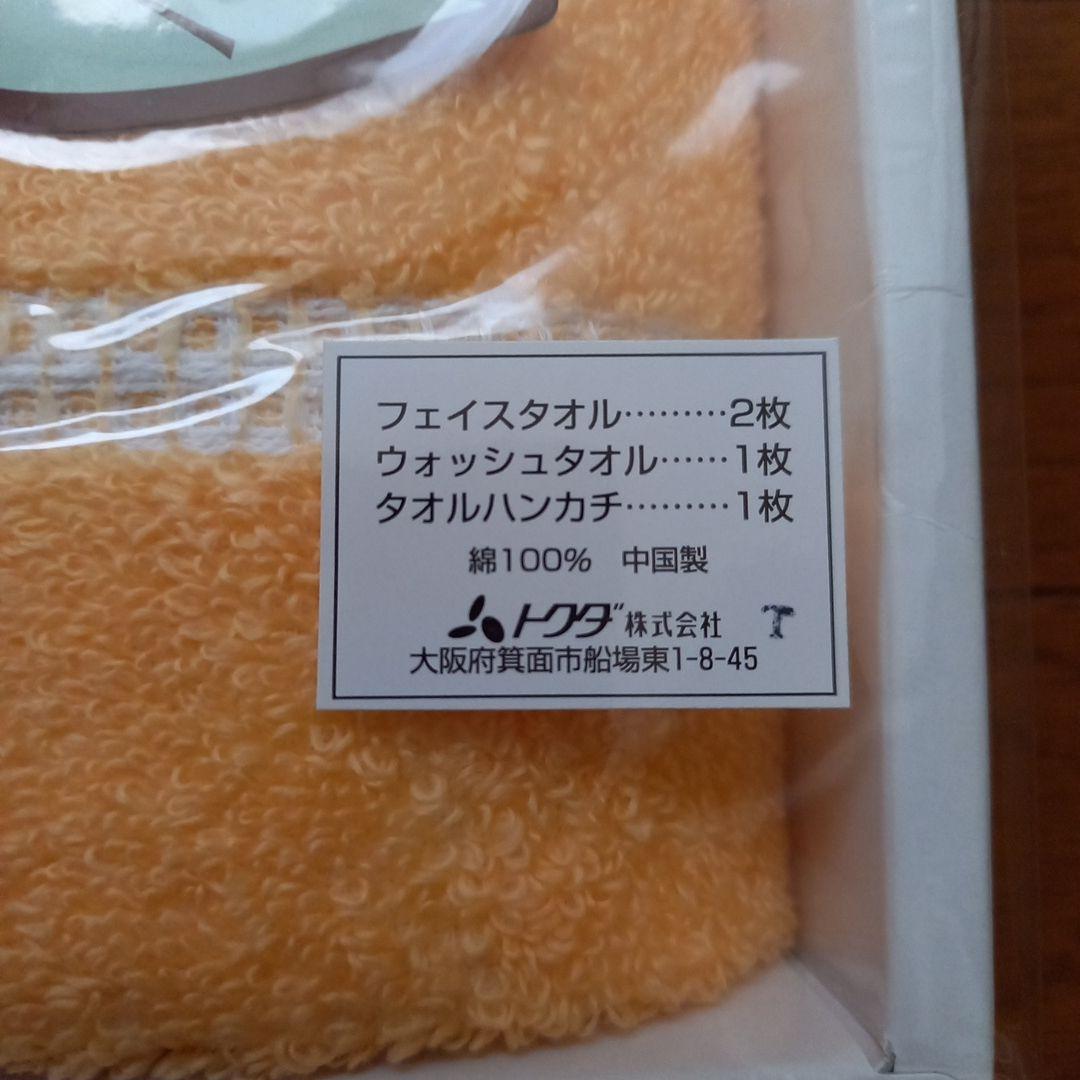 フェイスタオル………2枚
ウォッシュタオル……1枚
タオルハンカチ………1枚
綿100%　中国製
トクダ株式会社　T
大阪府箕面市船場東1-8-45